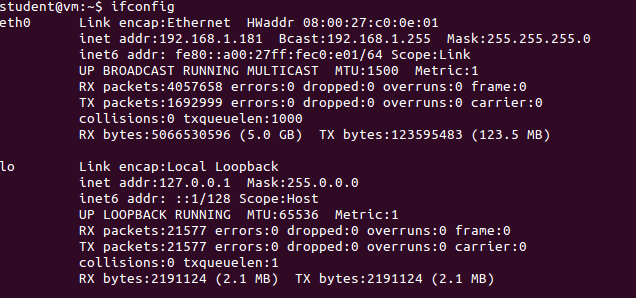 student@vm:~$ ifconfig
eth0 Link encap:Ethernet HWaddr 08:00:27:c0:0e:01
inet addr:192.168.1.181 Bcast:192.168.1.255 Mask:255.255.255.0
inet6 addr: fe80::a00:27ff:fec0:e01/64 Scope:Link
UP BROADCAST RUNNING MULTICAST MTU:1500 Metric:1
RX packets:4057658 errors:0 dropped:0 overruns:0 frame:0
TX packets:1692999 errors:0 dropped:0 overruns:0 carrier:0
collisions:0 txqueuelen:1000
RX bytes:5066530596 (5.0 GB) TX bytes:123595483 (123.5 MB)
lo Link encap:Local Loopback
inet addr:127.0.0.1 Mask:255.0.0.0
inet6 addr: ::1/128 Scope:Host
UP LOOPBACK RUNNING MTU:65536 Metric:1
RX packets:21577 errors:0 dropped:0 overruns:0 frame:0
TX packets:21577 errors:0 dropped:0 overruns:0 carrier:0
collisions:0 txqueuelen:1
RX bytes:2191124 (2.1 MB) TX bytes:2191124 (2.1 MB)